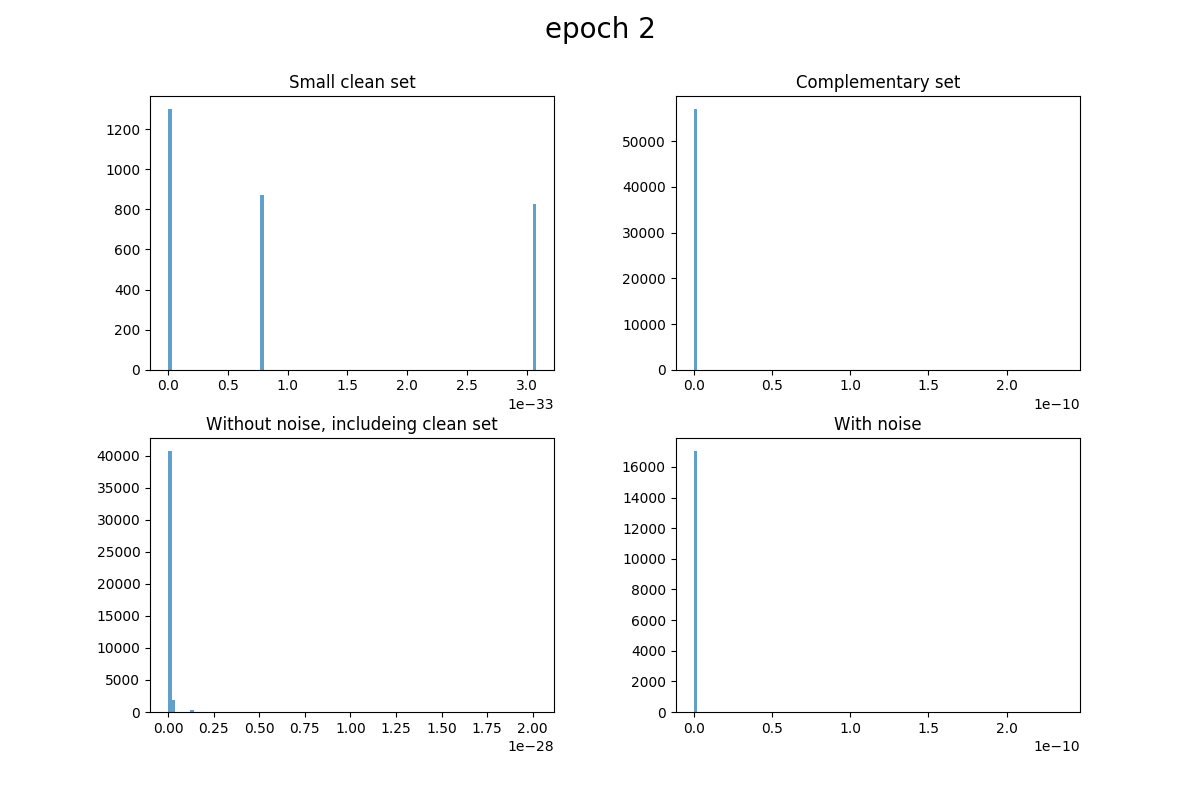 epoch 2
Small clean set
1200
1000
800
600
400
200
0
0.0 0.5 1.0 1.5 2.0 2.5 3.0
1e−33
Complementary set
50000
40000
30000
20000
10000
0
0.0 0.5 1.0 1.5 2.0
1e−10
Without noise, includeing clean set
40000
35000
30000
25000
20000
15000
10000
5000
0
0.00 0.25 0.50 0.75 1.00 1.25 1.50 1.75 2.00
1e−28
With noise
16000
14000
12000
10000
8000
6000
4000
2000
0
0.0 0.5 1.0 1.5 2.0
1e−10